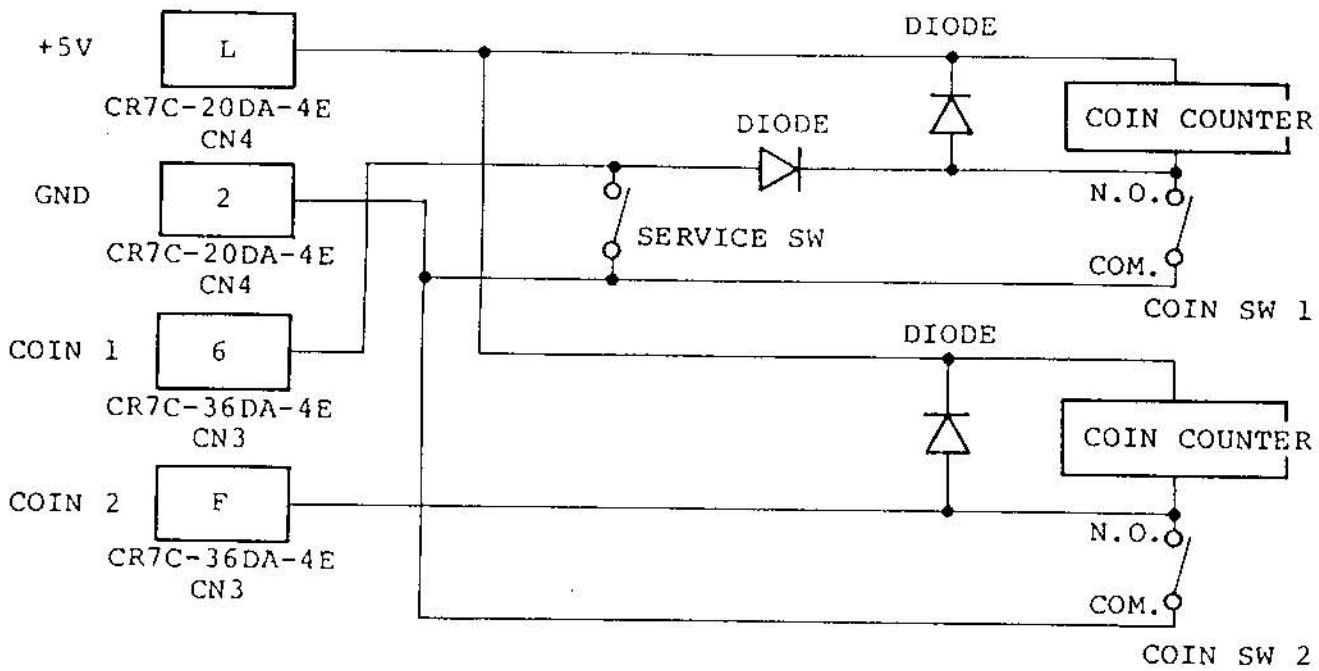 +5V
L
CR7C-20DA-4E
CN4
GND
2
CR7C-20DA-4E
CN4
COIN 1
6
CR7C-36DA-4E
CN3
COIN 2
F
CR7C-36DA-4E
CN3
DIODE
DIODE
COIN COUNTER
SERVICE SW
N.O.
COM.
COIN SW 1
DIODE
COIN COUNTER
N.O.
COM.
COIN SW 2